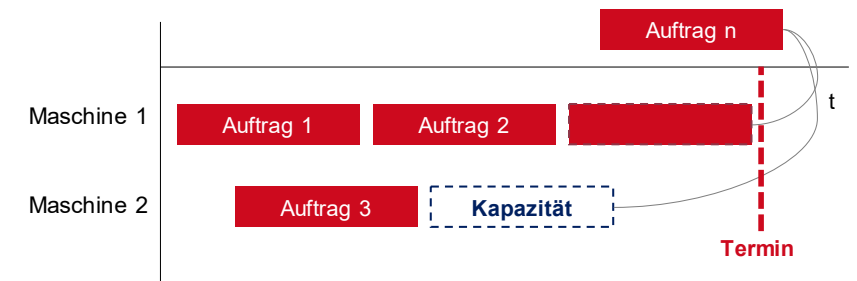 Auftrag n
t
Maschine 1
Auftrag 1
Auftrag 2
Maschine 2
Auftrag 3
Kapazität
Termin